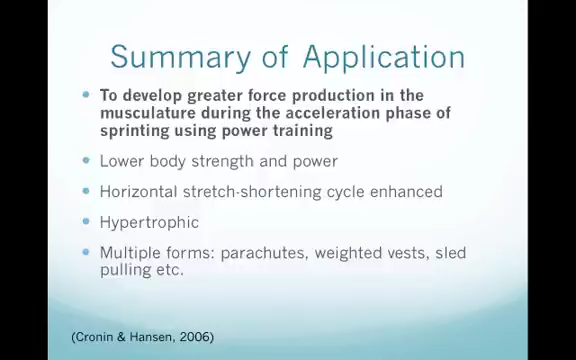 Summary of Application
• To develop greater force production in the
musculature during the acceleration phase of
sprinting using power training
• Lower body strength and power
• Horizontal stretch-shortening cycle enhanced
• Hypertrophic
• Multiple forms: parachutes, weighted vests, sled
pulling etc.
(Cronin & Hansen, 2006)